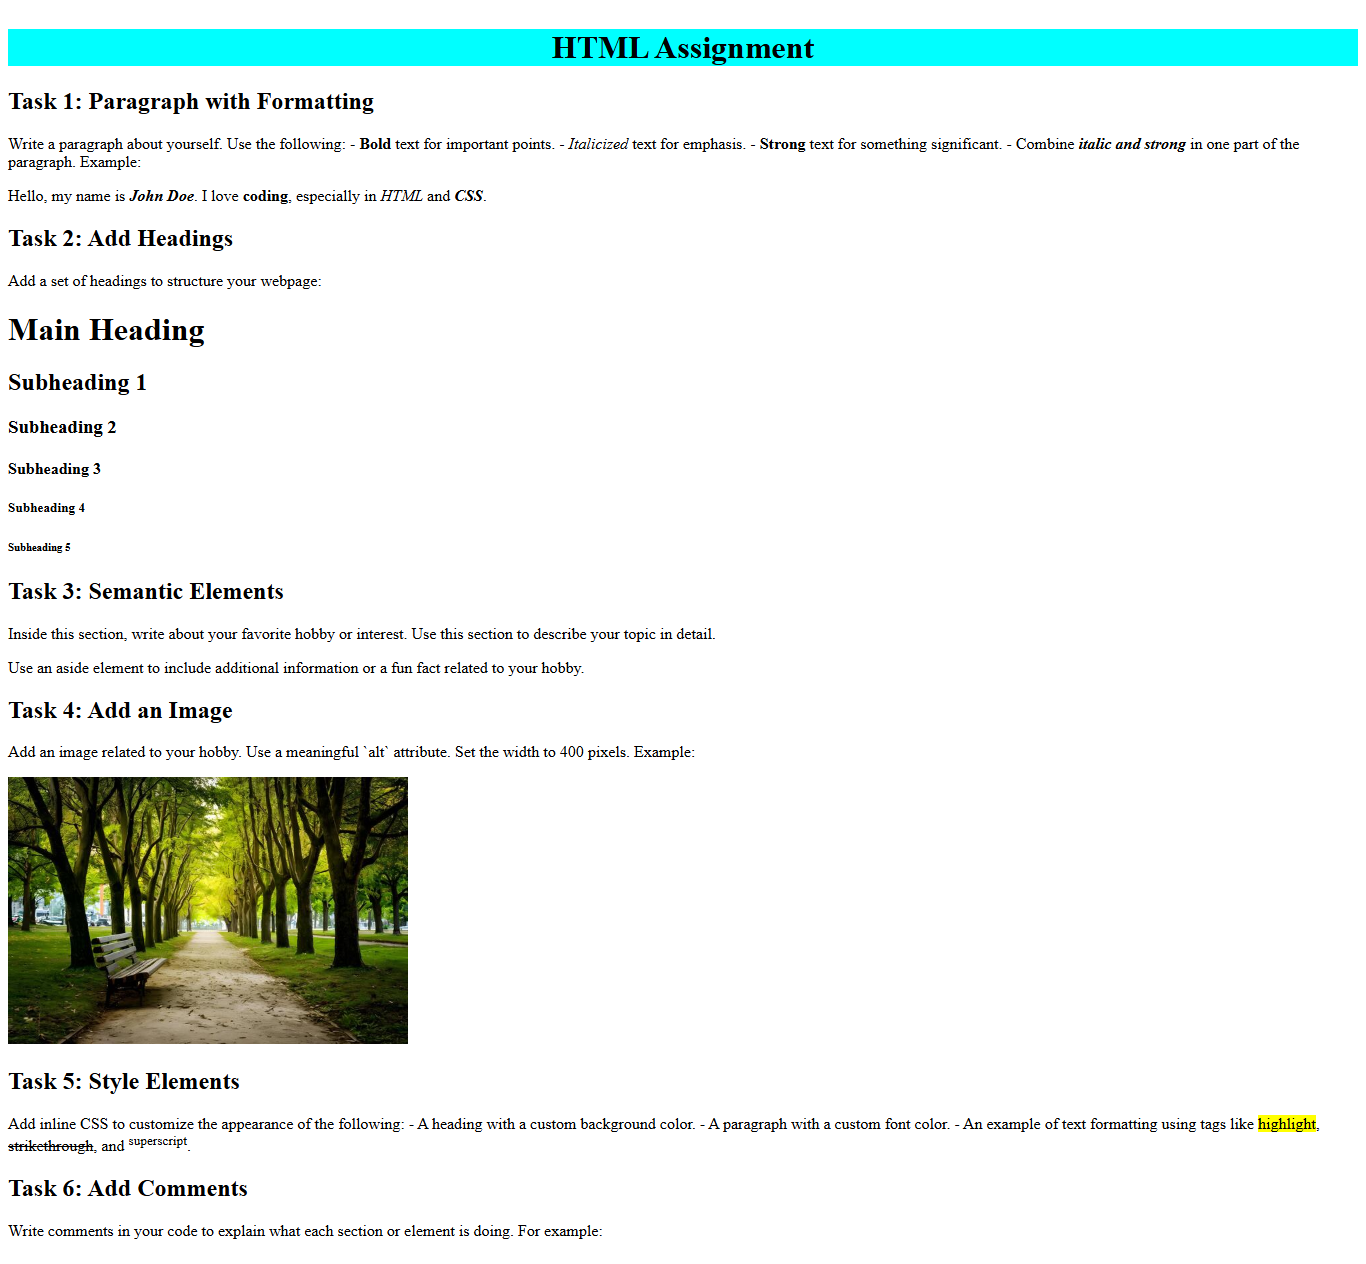 HTML Assignment
Task 1: Paragraph with Formatting
Write a paragraph about yourself. Use the following: - Bold text for important points. - Italicized text for emphasis. - Strong text for something significant. - Combine italic and strong in one part of the
paragraph. Example:
Hello, my name is John Doe. I love coding, especially in HTML and CSS.
Task 2: Add Headings
Add a set of headings to structure your webpage:
Main Heading
Subheading 1
Subheading 2
Subheading 3
Subheading 4
Subheading 5
Task 3: Semantic Elements
Inside this section, write about your favorite hobby or interest. Use this section to describe your topic in detail.
Use an aside element to include additional information or a fun fact related to your hobby.
Task 4: Add an Image
Add an image related to your hobby. Use a meaningful `alt` attribute. Set the width to 400 pixels. Example:
Task 5: Style Elements
Add inline CSS to customize the appearance of the following: - A heading with a custom background color. - A paragraph with a custom font color. - An example of text formatting using tags like highlight,
strikethrough, and superscript.
Task 6: Add Comments
Write comments in your code to explain what each section or element is doing. For example: